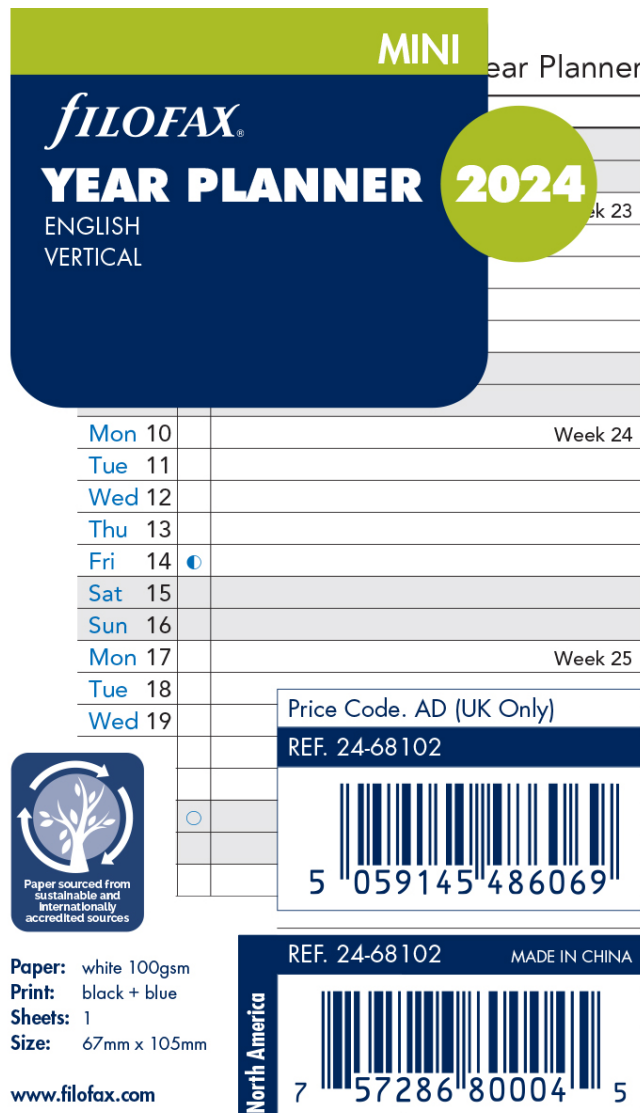 MINI
ear Planner
fILOFAX®
YEAR PLANNER 2024
ENGLISH
VERTICAL
ek 23
Mon 10 Week 24
Tue 11
Wed 12
Thu 13
Fri 14
Sat 15
Sun 16
Mon 17 Week 25
Tue 18
Wed 19
Price Code. AD (UK Only)
REF. 24-68102
5 059145 486069
Paper sourced from
sustainable and
internationally
accredited sources
REF. 24-68102 MADE IN CHINA
North America
7 57286 80004 5
Paper: white 100gsm
Print: black + blue
Sheets: 1
Size: 67mm x 105mm
www.filofax.com